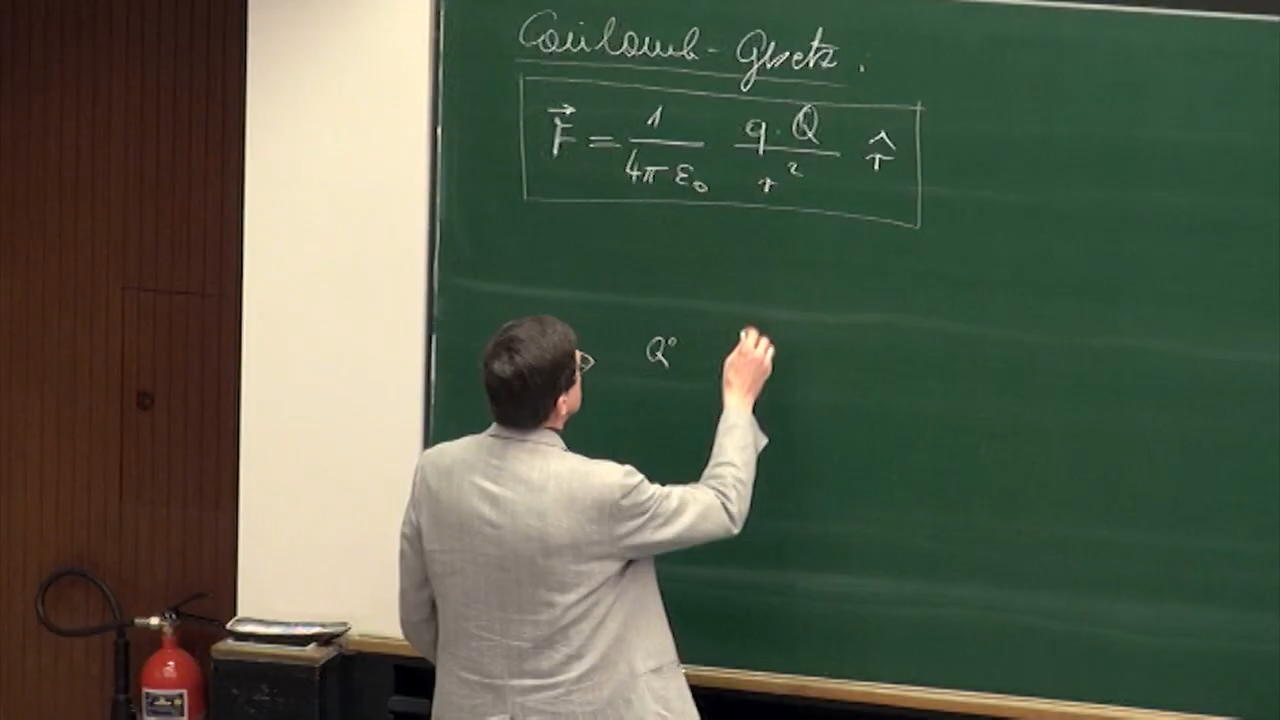 Coulomb-Gesetz.
F⃗ = 1/(4π ε₀) q·Q/r² r̂
Q°